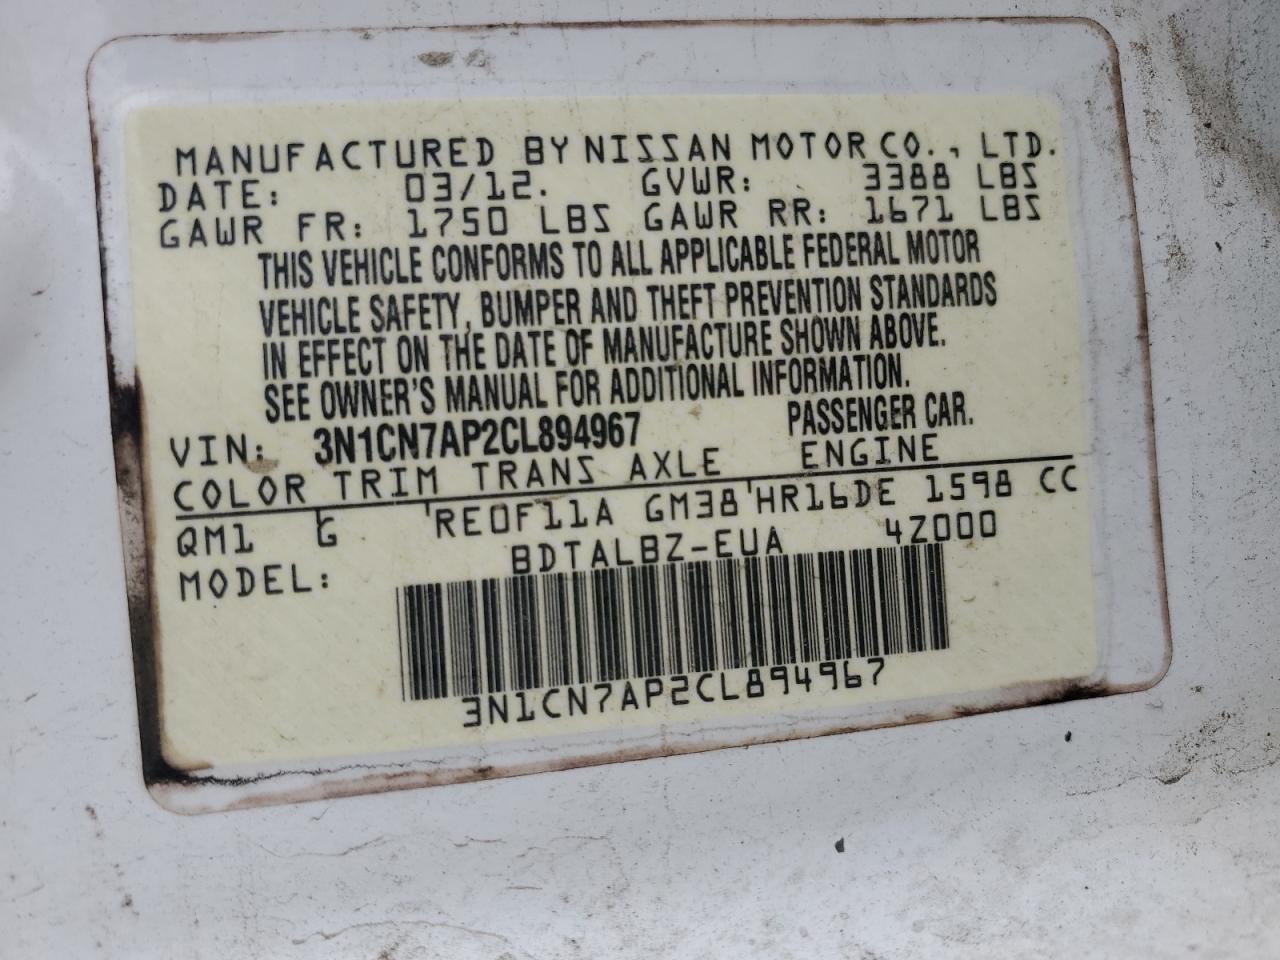 MANUFACTURED BY NISSAN MOTOR CO., LTD.
DATE: 03/12. GVWR: 3388 LBS
GAWR FR: 1750 LBS GAWR RR: 1671 LBS
THIS VEHICLE CONFORMS TO ALL APPLICABLE FEDERAL MOTOR
VEHICLE SAFETY, BUMPER AND THEFT PREVENTION STANDARDS
IN EFFECT ON THE DATE OF MANUFACTURE SHOWN ABOVE.
SEE OWNER'S MANUAL FOR ADDITIONAL INFORMATION.
VIN: 3N1CN7AP2CL894967 PASSENGER CAR.
COLOR TRIM TRANS AXLE ENGINE
QM1 G RE0F11A GM38 HR16DE 1598 CC
MODEL: BDTALBZ-EUA 4Z000
3N1CN7AP2CL894967